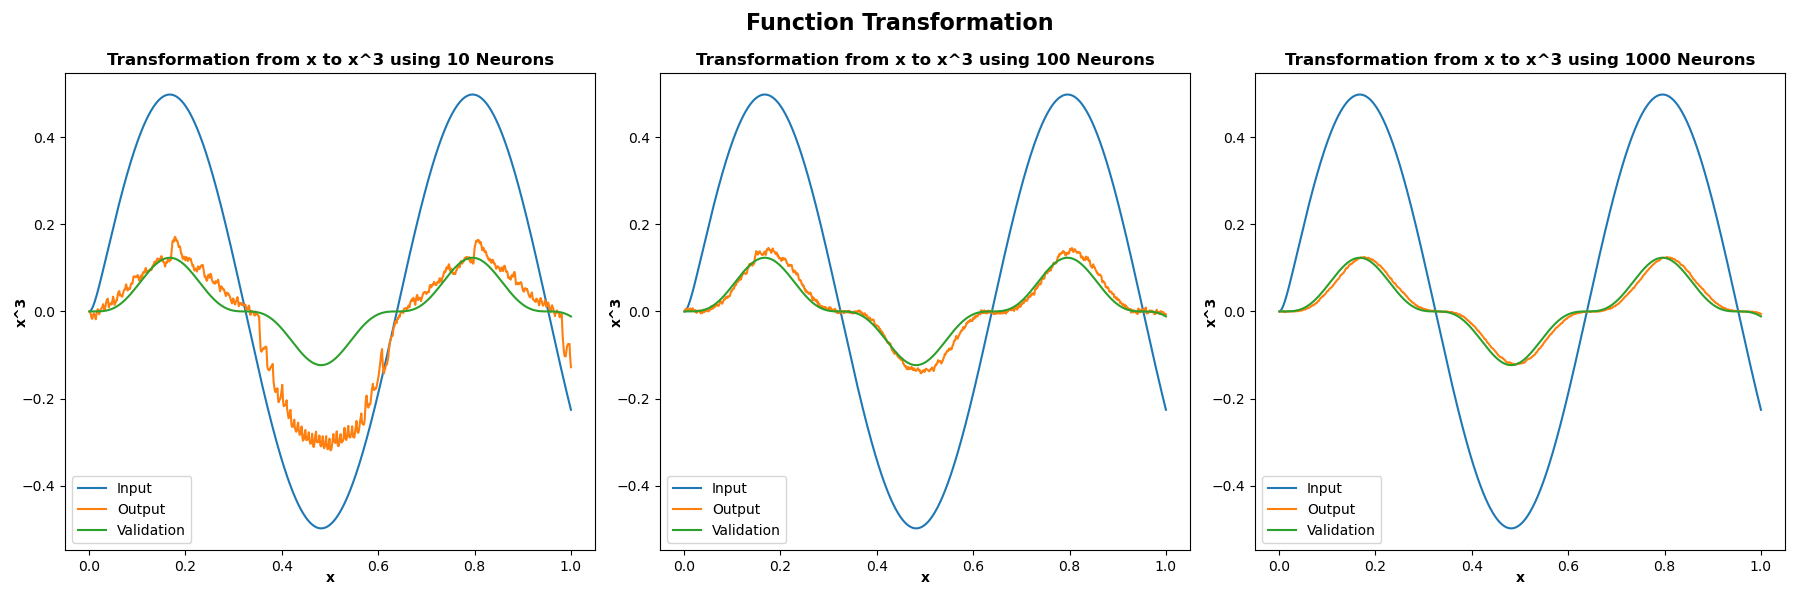 Function Transformation
Transformation from x to x^3 using 10 Neurons
x^3
0.4
0.2
0.0
−0.2
−0.4
Input
Output
Validation
0.0 0.2 0.4 0.6 0.8 1.0
x
Transformation from x to x^3 using 100 Neurons
x^3
0.4
0.2
0.0
−0.2
−0.4
Input
Output
Validation
0.0 0.2 0.4 0.6 0.8 1.0
x
Transformation from x to x^3 using 1000 Neurons
x^3
0.4
0.2
0.0
−0.2
−0.4
Input
Output
Validation
0.0 0.2 0.4 0.6 0.8 1.0
x